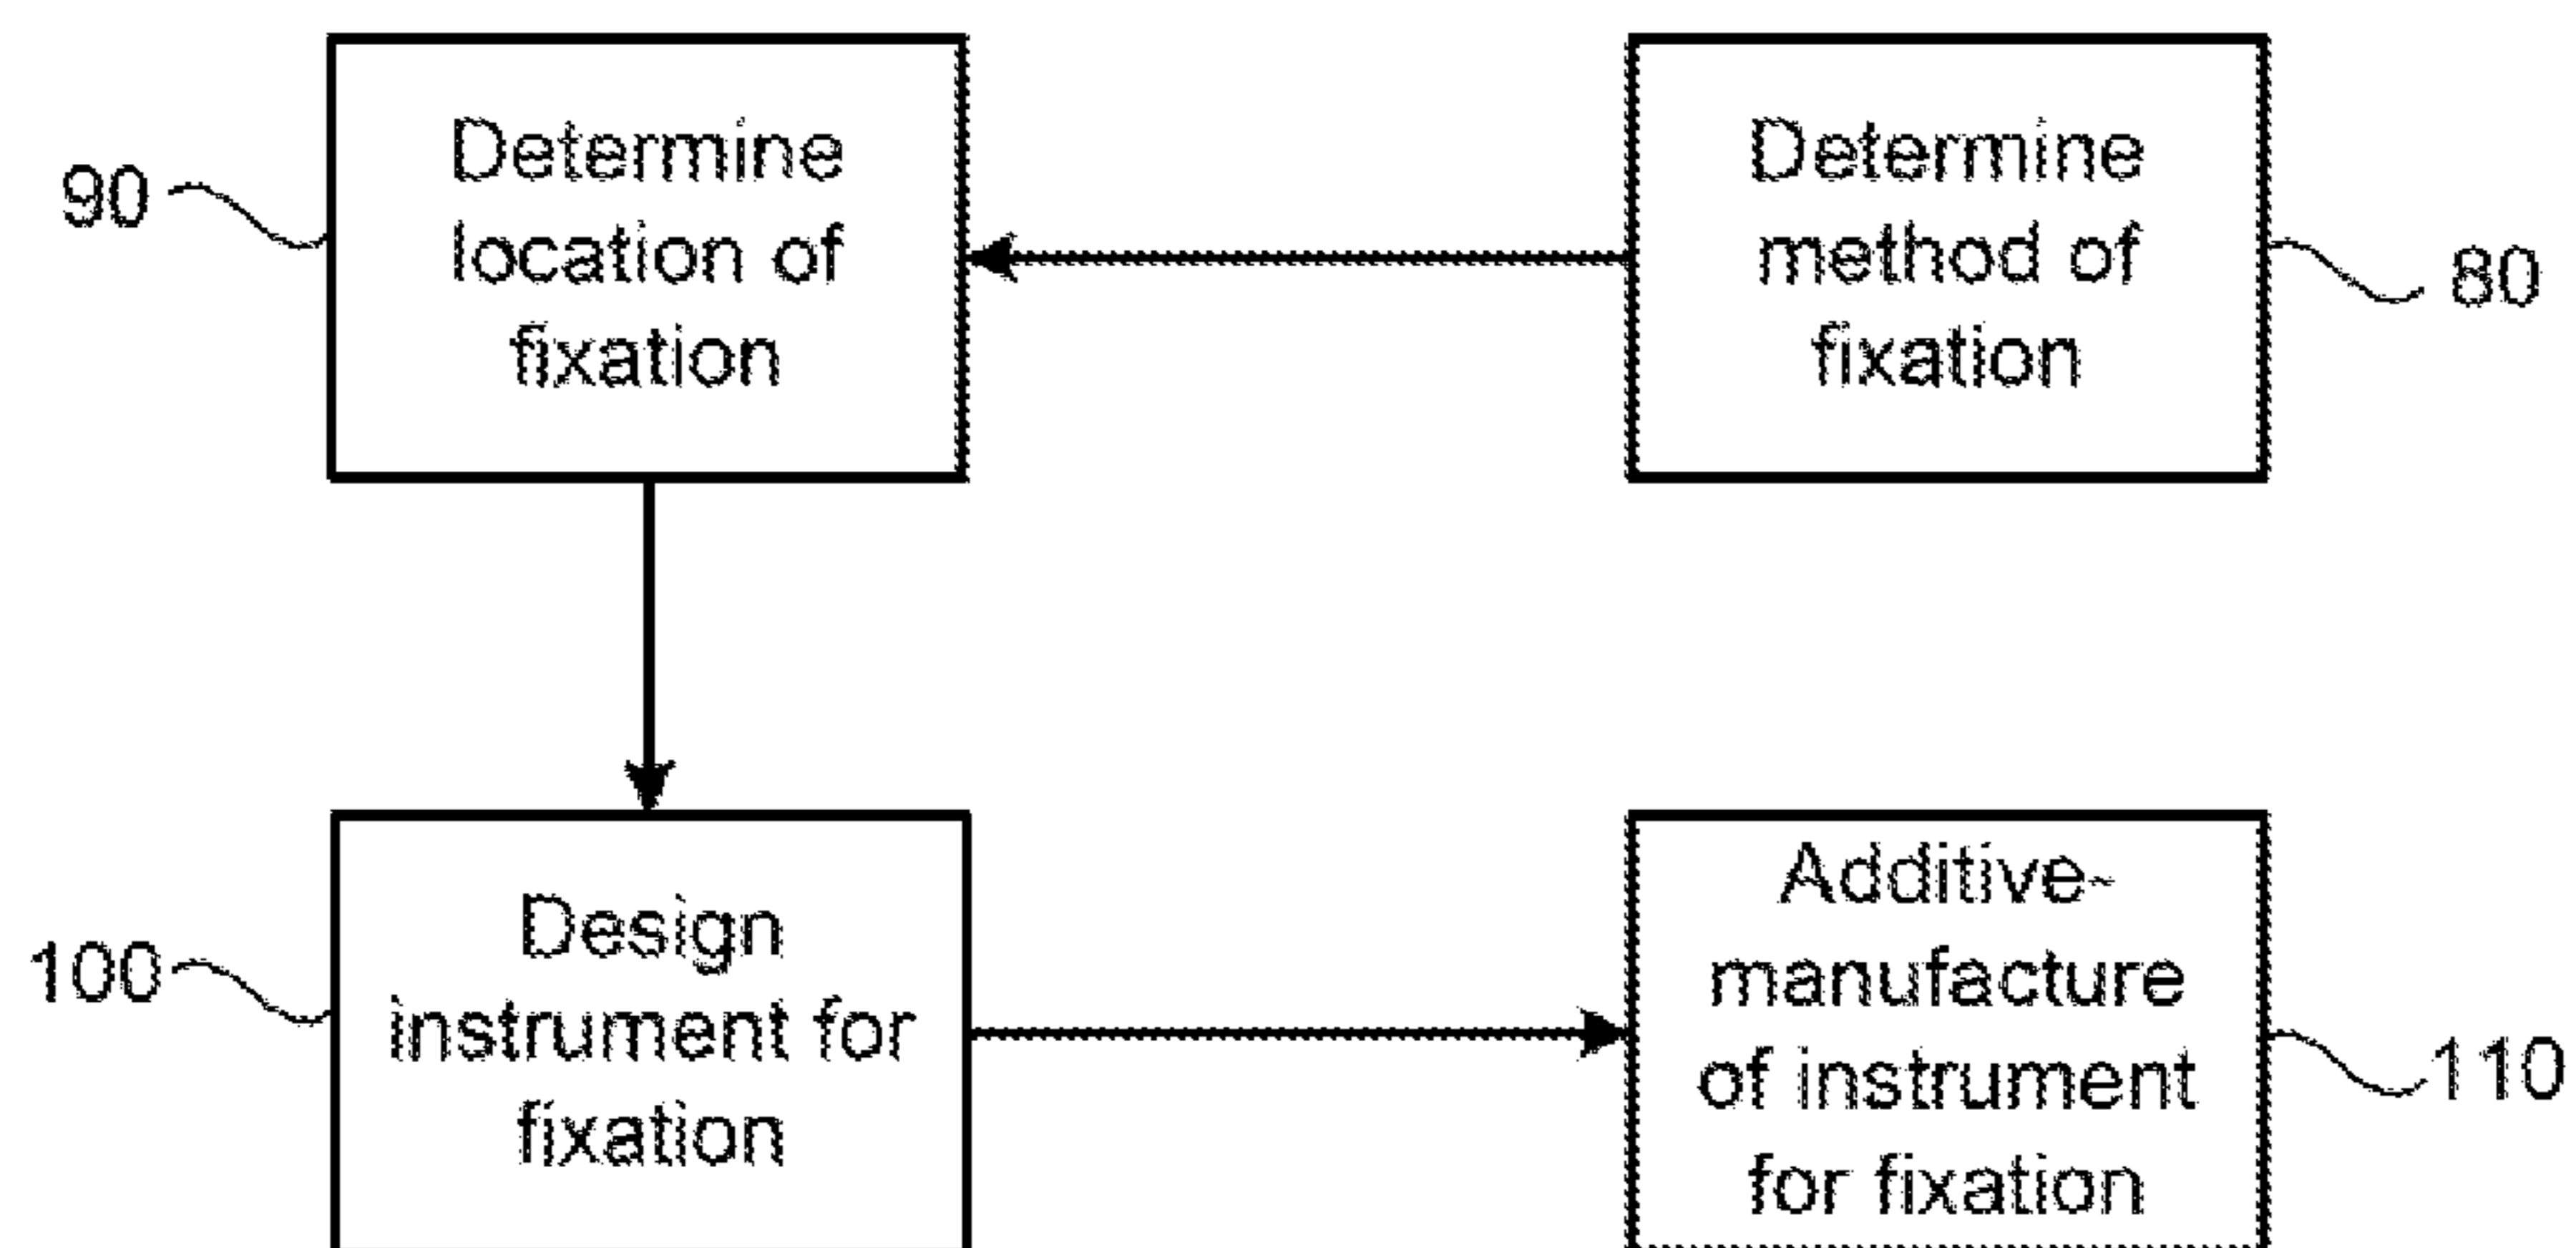 Determine
location of
fixation
90
Determine
method of
fixation
80
Design
instrument for
fixation
100
Additive-
manufacture
of instrument
for fixation
110